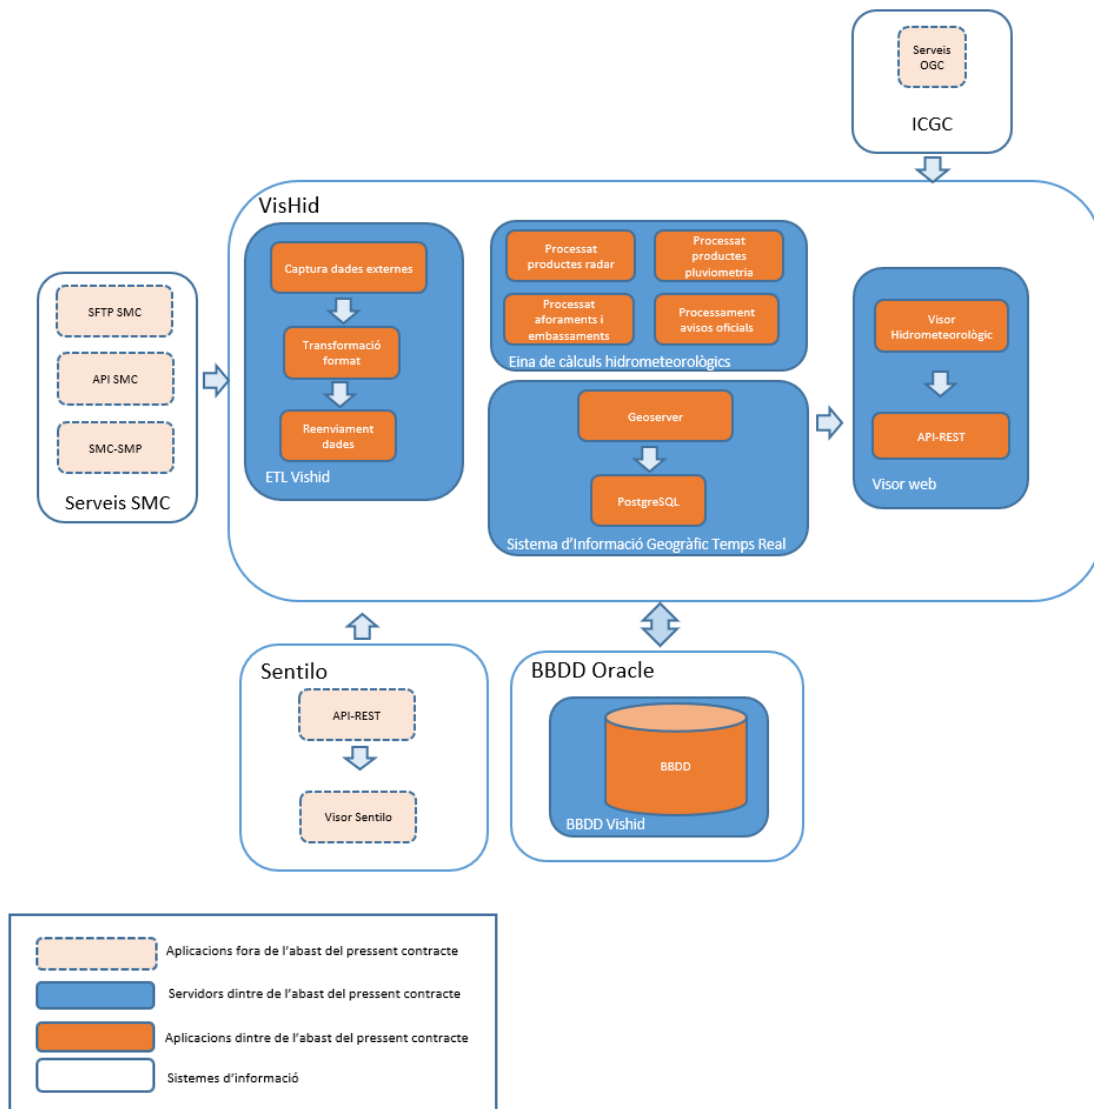 Serveis
OGC
ICGC
VisHid
Captura dades externes
Transformació
format
Reenviament
dades
ETL Vishid
Processat
productes radar
Processat
productes
pluviometria
Processat
aforaments i
embassaments
Processament
avisos oficials
Eina de càlculs hidrometeorològics
Geoserver
PostgreSQL
Sistema d'Informació Geogràfic Temps Real
Visor
Hidrometeorològic
API-REST
Visor web
SFTP SMC
API SMC
SMC-SMP
Serveis SMC
Sentilo
API-REST
Visor Sentilo
BBDD Oracle
BBDD
BBDD Vishid
Aplicacions fora de l'abast del pressent contracte
Servidors dintre de l'abast del pressent contracte
Aplicacions dintre de l'abast del pressent contracte
Sistemes d'informació